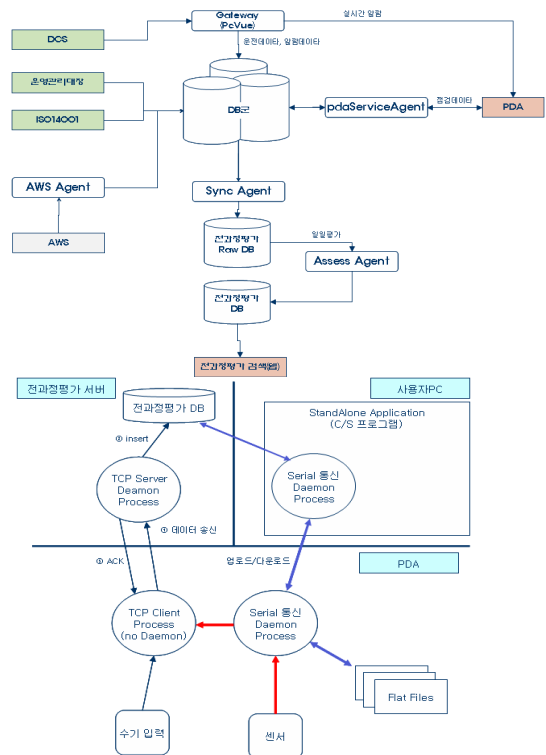 Gateway
(PcVue)
실시간 알람
DCS
운전데이타, 알람데이타
운영관리대장
DB군
pdaServiceAgent
점검데이타
PDA
ISO14001
AWS Agent
Sync Agent
AWS
전과정평가
Raw DB
일일평가
Assess Agent
전과정평가
DB
전과정평가 검색(웹)
전과정평가 서버
사용자PC
전과정평가 DB
StandAlone Application
(C/S 프로그램)
② insert
TCP Server
Deamon
Process
Serial 통신
Daemon
Process
① 데이터 송신
③ ACK
업로드/다운로드
PDA
TCP Client
Process
(no Daemon)
Serial 통신
Daemon
Process
Flat Files
수기 입력
센서